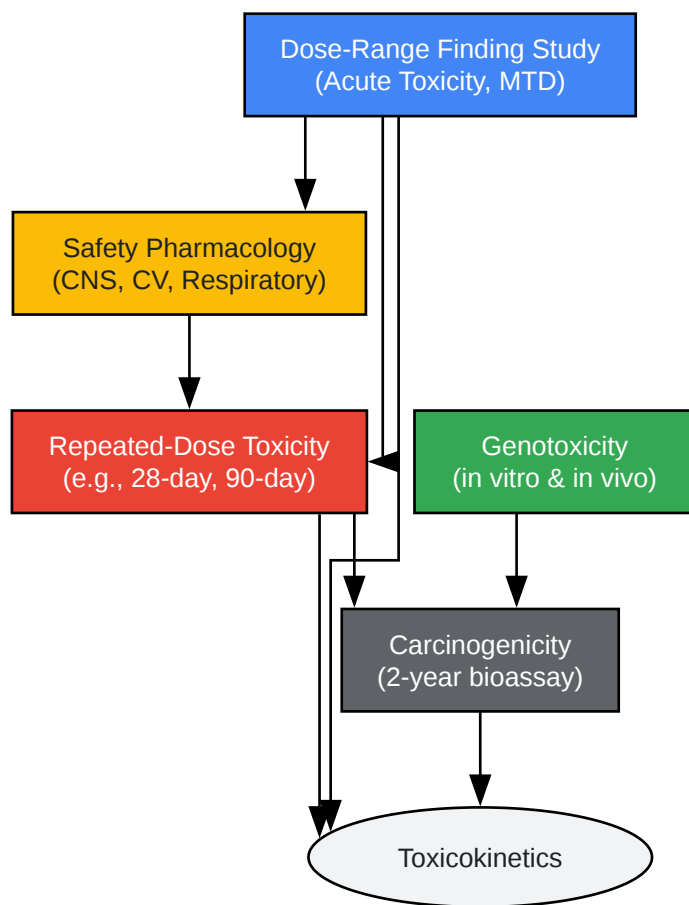 Dose-Range Finding Study
(Acute Toxicity, MTD)
Safety Pharmacology
(CNS, CV, Respiratory)
Repeated-Dose Toxicity
(e.g., 28-day, 90-day)
Genotoxicity
(in vitro & in vivo)
Carcinogenicity
(2-year bioassay)
Toxicokinetics